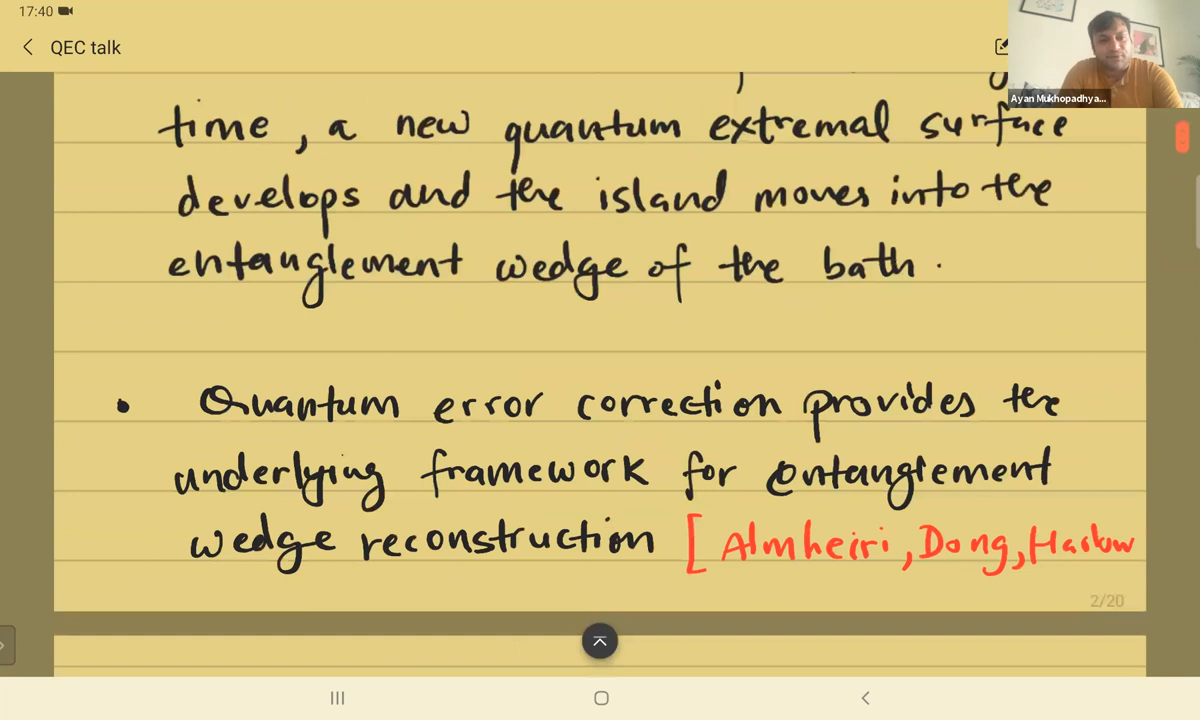 17:40
QEC talk
Ayan Mukhopadhya...
time, a new quantum extremal surface
develops and the island moves into the
entanglement wedge of the bath.
• Quantum error correction provides the
underlying framework for entanglement
wedge reconstruction [Almheiri, Dong, Harlow
2/20